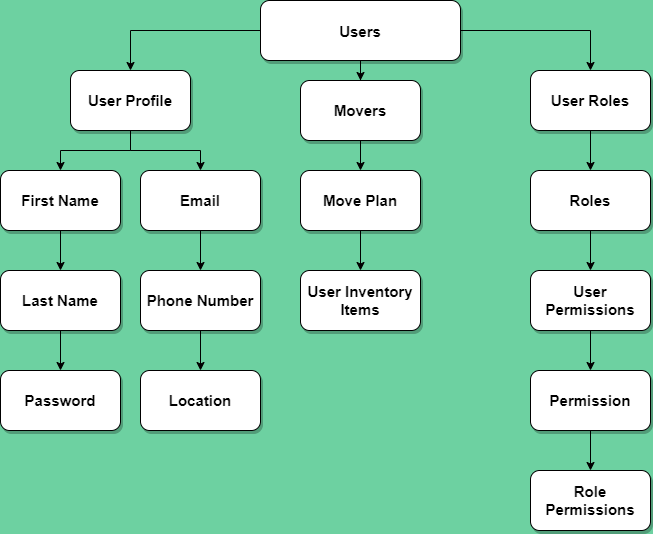 Users
User Profile
Movers
User Roles
First Name
Email
Move Plan
Roles
Last Name
Phone Number
User Inventory
Items
User
Permissions
Password
Location
Permission
Role
Permissions